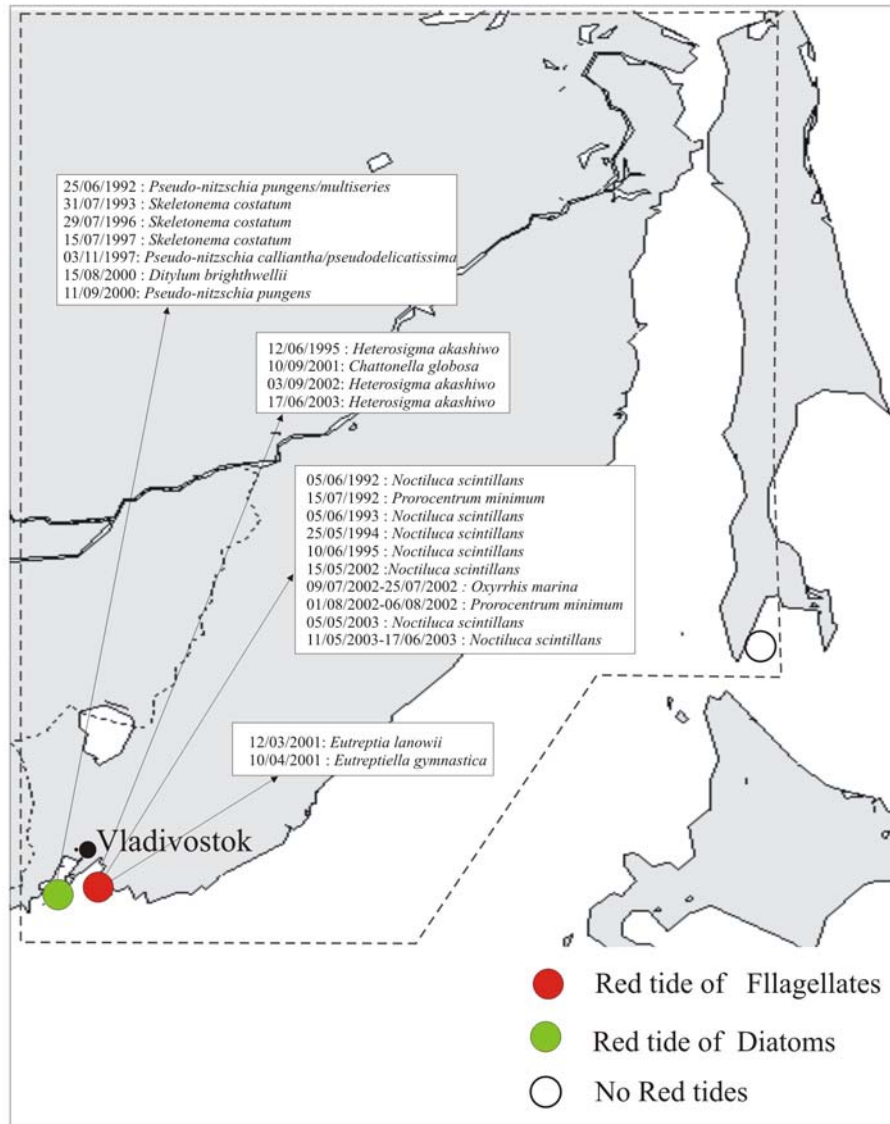 25/06/1992 : Pseudo-nitzschia pungens/multiseries
31/07/1993 : Skeletonema costatum
29/07/1996 : Skeletonema costatum
15/07/1997 : Skeletonema costatum
03/11/1997: Pseudo-nitzschia calliantha/pseudodelicatissima
15/08/2000 : Ditylum brighthwellii
11/09/2000: Pseudo-nitzschia pungens
12/06/1995 : Heterosigma akashiwo
10/09/2001: Chattonella globosa
03/09/2002 : Heterosigma akashiwo
17/06/2003: Heterosigma akashiwo
05/06/1992 : Noctiluca scintillans
15/07/1992 : Prorocentrum minimum
05/06/1993 : Noctiluca scintillans
25/05/1994 : Noctiluca scintillans
10/06/1995 : Noctiluca scintillans
15/05/2002 :Noctiluca scintillans
09/07/2002-25/07/2002 : Oxyrrhis marina
01/08/2002-06/08/2002 : Prorocentrum minimum
05/05/2003 : Noctiluca scintillans
11/05/2003-17/06/2003 : Noctiluca scintillans
12/03/2001: Eutreptia lanowii
10/04/2001 : Eutreptiella gymnastica
Vladivostok
Red tide of Fllagellates
Red tide of Diatoms
No Red tides